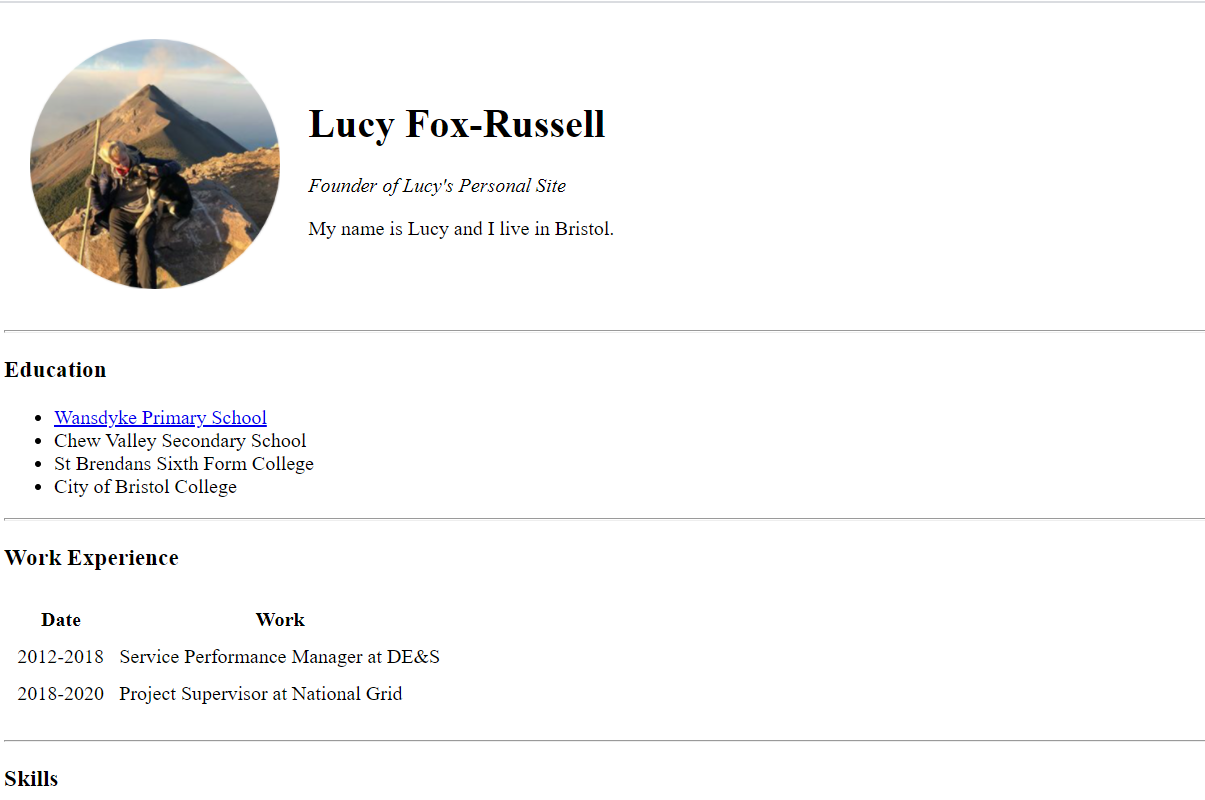 Lucy Fox-Russell
Founder of Lucy's Personal Site
My name is Lucy and I live in Bristol.
Education
Wansdyke Primary School
Chew Valley Secondary School
St Brendans Sixth Form College
City of Bristol College
Work Experience
Date Work
2012-2018 Service Performance Manager at DE&S
2018-2020 Project Supervisor at National Grid
Skills